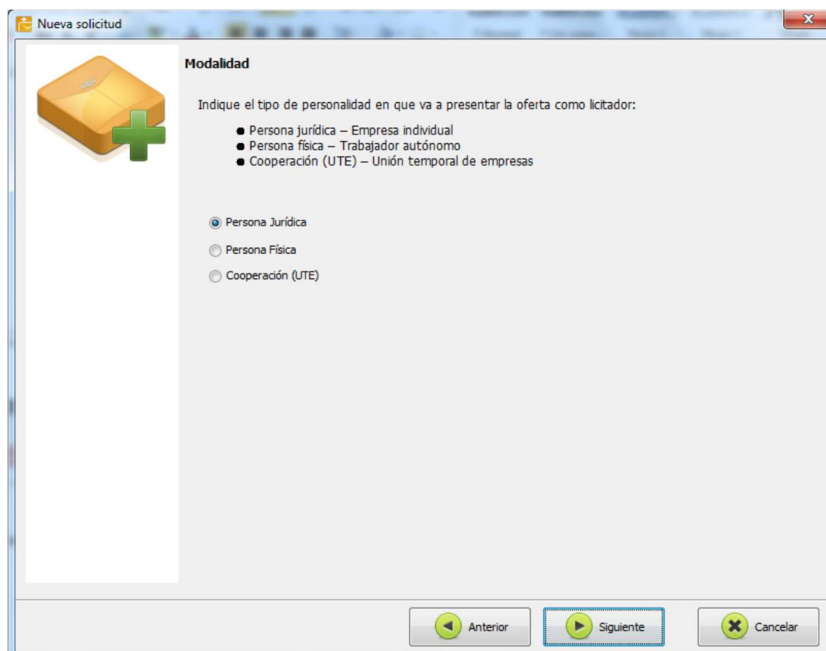 Nueva solicitud
Modalidad
Indique el tipo de personalidad en que va a presentar la oferta como licitador:
● Persona jurídica – Empresa individual
● Persona física – Trabajador autónomo
● Cooperación (UTE) – Unión temporal de empresas
Persona Jurídica
Persona Física
Cooperación (UTE)
Anterior
Siguiente
Cancelar